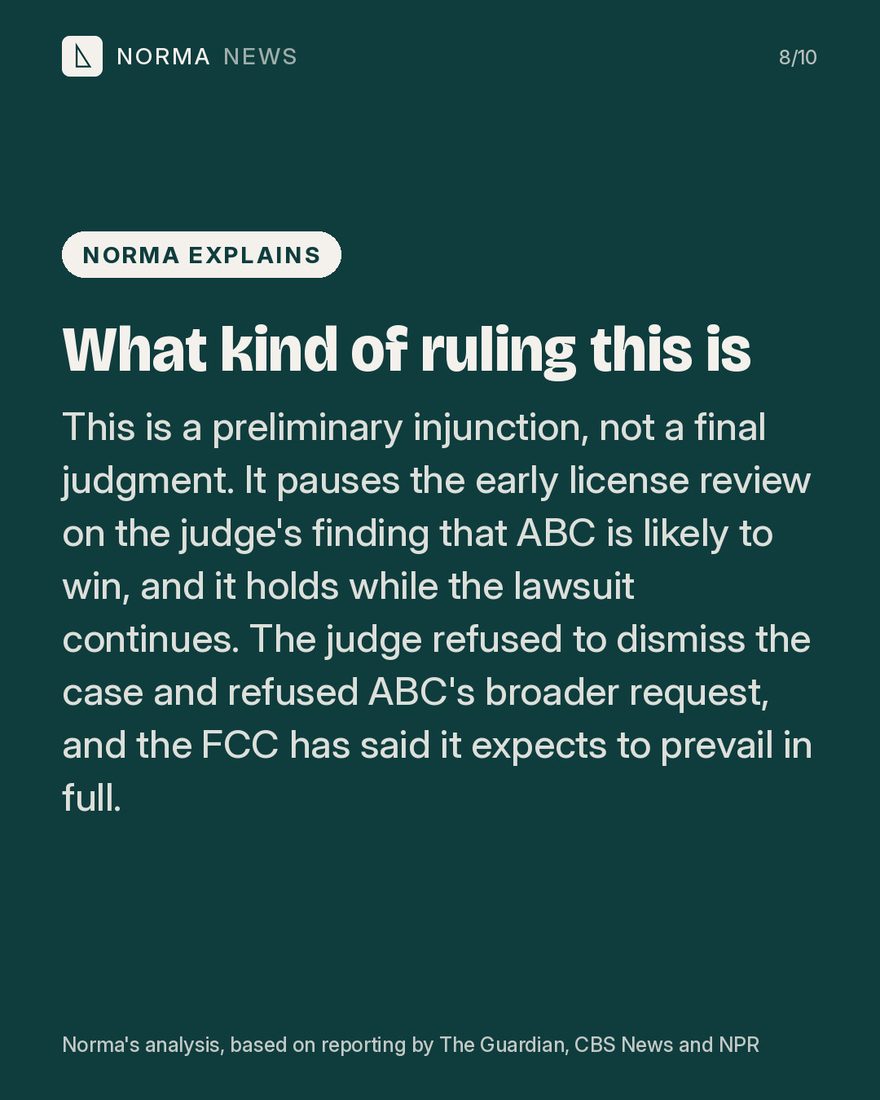 NORMA NEWS
8/10
NORMA EXPLAINS
What kind of ruling this is
This is a preliminary injunction, not a final
judgment. It pauses the early license review
on the judge's finding that ABC is likely to
win, and it holds while the lawsuit
continues. The judge refused to dismiss the
case and refused ABC's broader request,
and the FCC has said it expects to prevail in
full.
Norma's analysis, based on reporting by The Guardian, CBS News and NPR